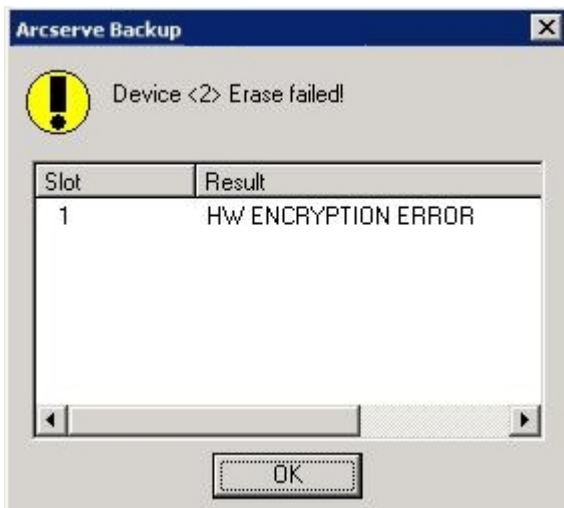 Arcserve Backup
Device <2> Erase failed!
Slot Result
1 HW ENCRYPTION ERROR
OK